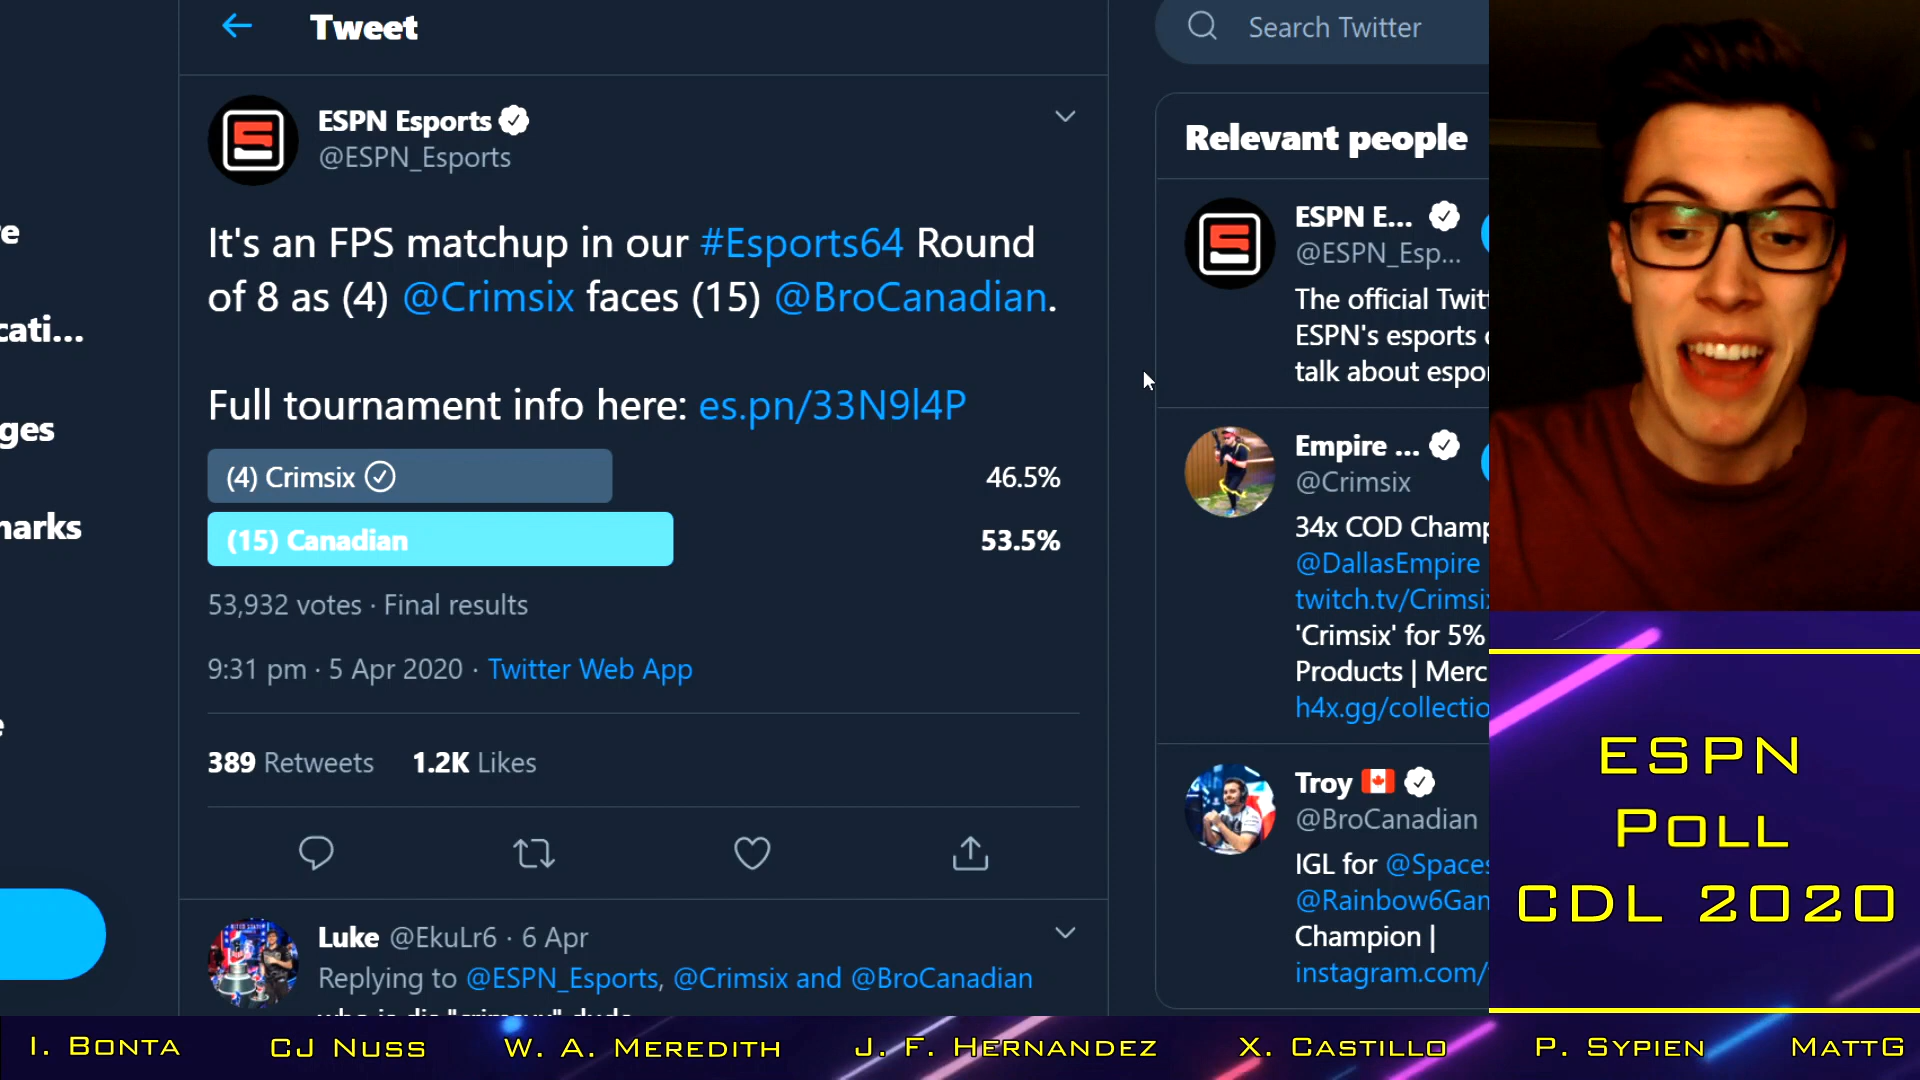 Tweet
Search Twitter
ESPN Esports
@ESPN_Esports
It's an FPS matchup in our #Esports64 Round
of 8 as (4) @Crimsix faces (15) @BroCanadian.
Full tournament info here: es.pn/33N9l4P
(4) Crimsix 46.5%
(15) Canadian 53.5%
53,932 votes · Final results
9:31 pm · 5 Apr 2020 · Twitter Web App
389 Retweets 1.2K Likes
Luke @EkuLr6 · 6 Apr
Replying to @ESPN_Esports, @Crimsix and @BroCanadian
Relevant people
ESPN E...
@ESPN_Esp...
The official Twit
ESPN's esports
talk about espo
Empire ...
@Crimsix
34x COD Champ
@DallasEmpire
twitch.tv/Crimsi
'Crimsix' for 5%
Products | Merc
h4x.gg/collectio
Troy
@BroCanadian
IGL for @Spaces
@Rainbow6Gam
Champion |
instagram.com/
ges
cati...
marks
ESPN
POLL
CDL 2020
I. BONTA CJ NUSS W. A. MEREDITH J. F. HERNANDEZ X. CASTILLO P. SYPIEN MATTG